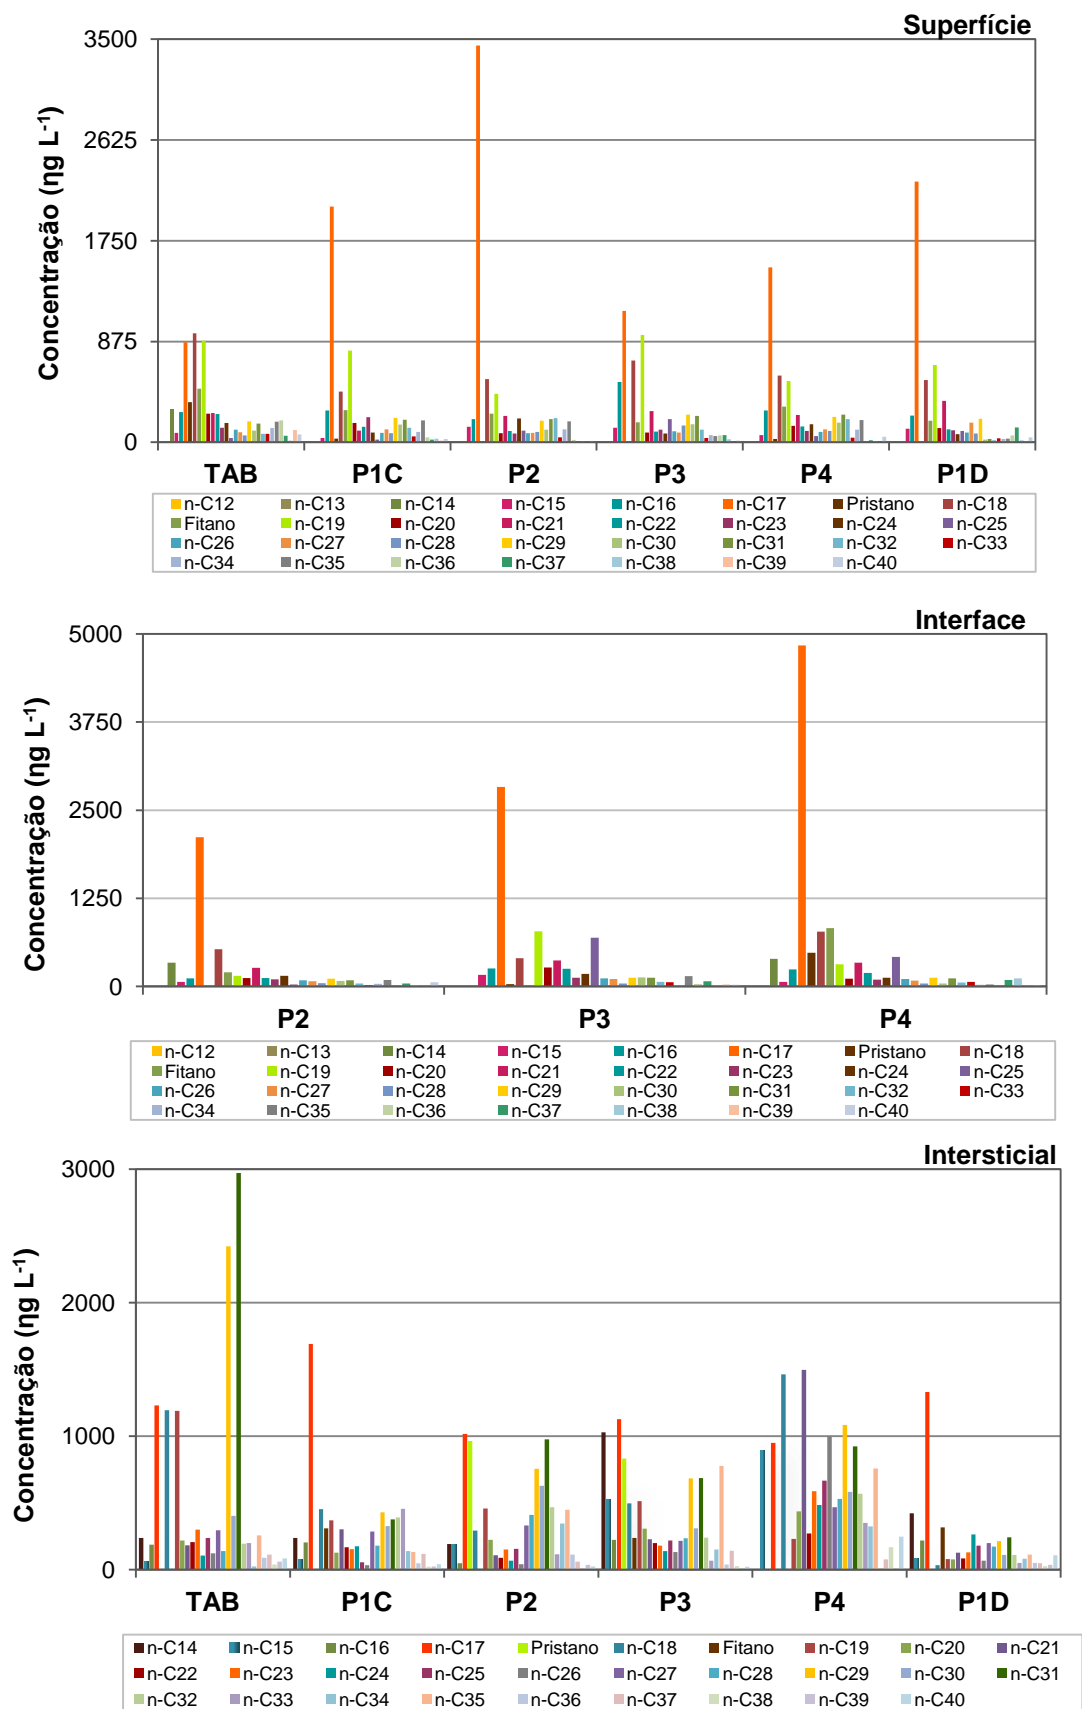 Superfície
Concentração (ηg L-1)
3500
2625
1750
875
0
TAB P1C P2 P3 P4 P1D
n-C12 n-C13 n-C14 n-C15 n-C16 n-C17 Pristano n-C18
Fitano n-C19 n-C20 n-C21 n-C22 n-C23 n-C24 n-C25
n-C26 n-C27 n-C28 n-C29 n-C30 n-C31 n-C32 n-C33
n-C34 n-C35 n-C36 n-C37 n-C38 n-C39 n-C40
Interface
Concentração (ηg L-1)
5000
3750
2500
1250
0
P2 P3 P4
n-C12 n-C13 n-C14 n-C15 n-C16 n-C17 Pristano n-C18
Fitano n-C19 n-C20 n-C21 n-C22 n-C23 n-C24 n-C25
n-C26 n-C27 n-C28 n-C29 n-C30 n-C31 n-C32 n-C33
n-C34 n-C35 n-C36 n-C37 n-C38 n-C39 n-C40
Intersticial
Concentração (ηg L-1)
3000
2000
1000
0
TAB P1C P2 P3 P4 P1D
n-C14 n-C15 n-C16 n-C17 Pristano n-C18 Fitano n-C19 n-C20 n-C21
n-C22 n-C23 n-C24 n-C25 n-C26 n-C27 n-C28 n-C29 n-C30 n-C31
n-C32 n-C33 n-C34 n-C35 n-C36 n-C37 n-C38 n-C39 n-C40